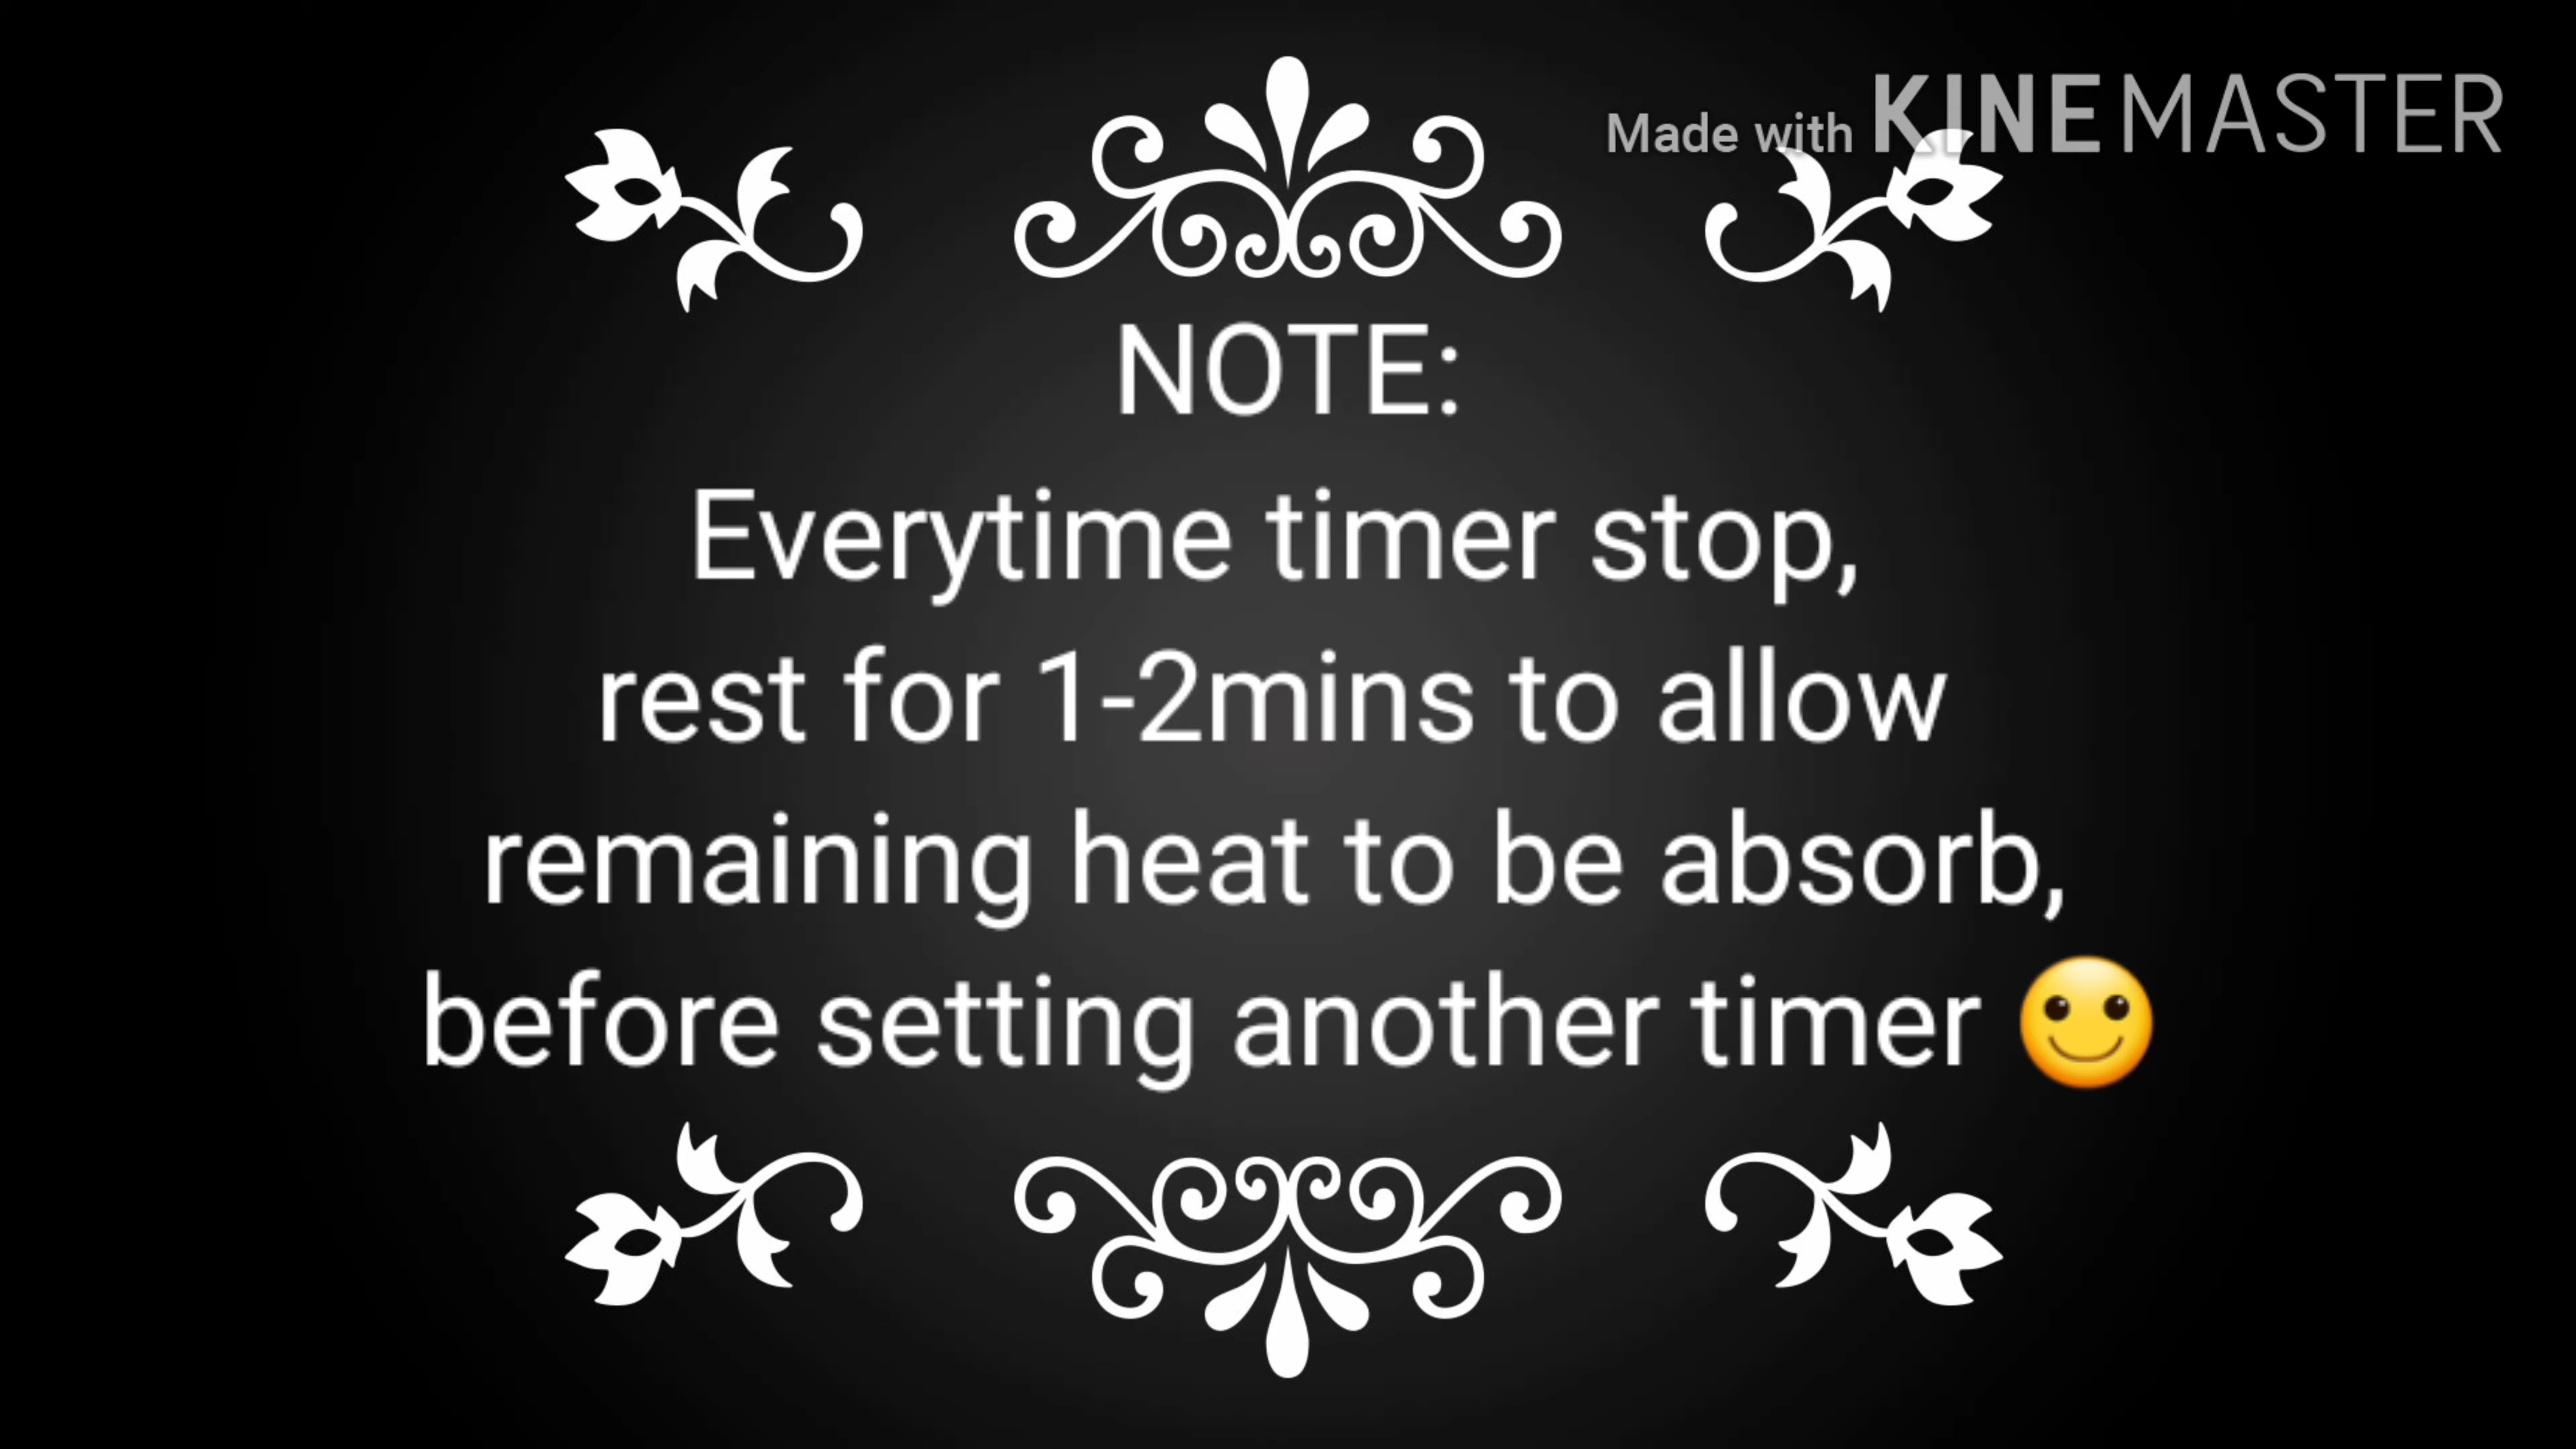 Made with KINEMASTER
NOTE:
Everytime timer stop,
rest for 1-2mins to allow
remaining heat to be absorb,
before setting another timer 🙂